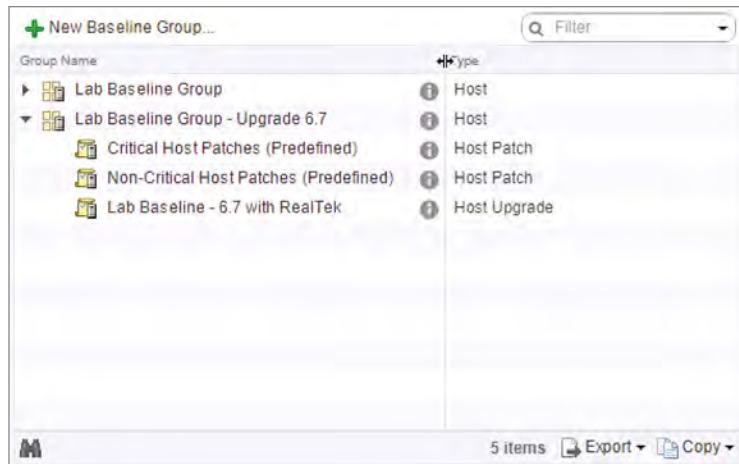 New Baseline Group... Filter
Group Name Type
Lab Baseline Group Host
Lab Baseline Group - Upgrade 6.7 Host
Critical Host Patches (Predefined) Host Patch
Non-Critical Host Patches (Predefined) Host Patch
Lab Baseline - 6.7 with RealTek Host Upgrade
5 items Export Copy